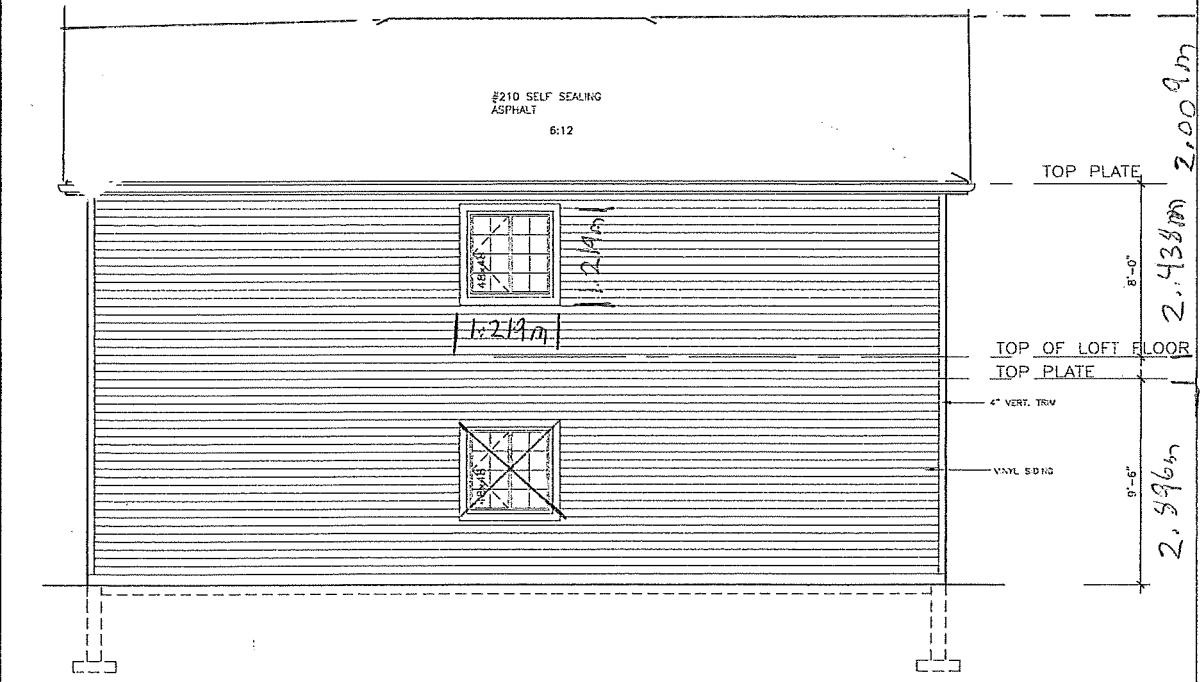 #210 SELF SEALING
ASPHALT
6:12
2.009m
TOP PLATE
8'-0"
2.438m
48x48
1.219m
1.219m
TOP OF LOFT FLOOR
TOP PLATE
4" VERT. TRIM
VINYL SIDING
48x48
9'-6"
2.896m